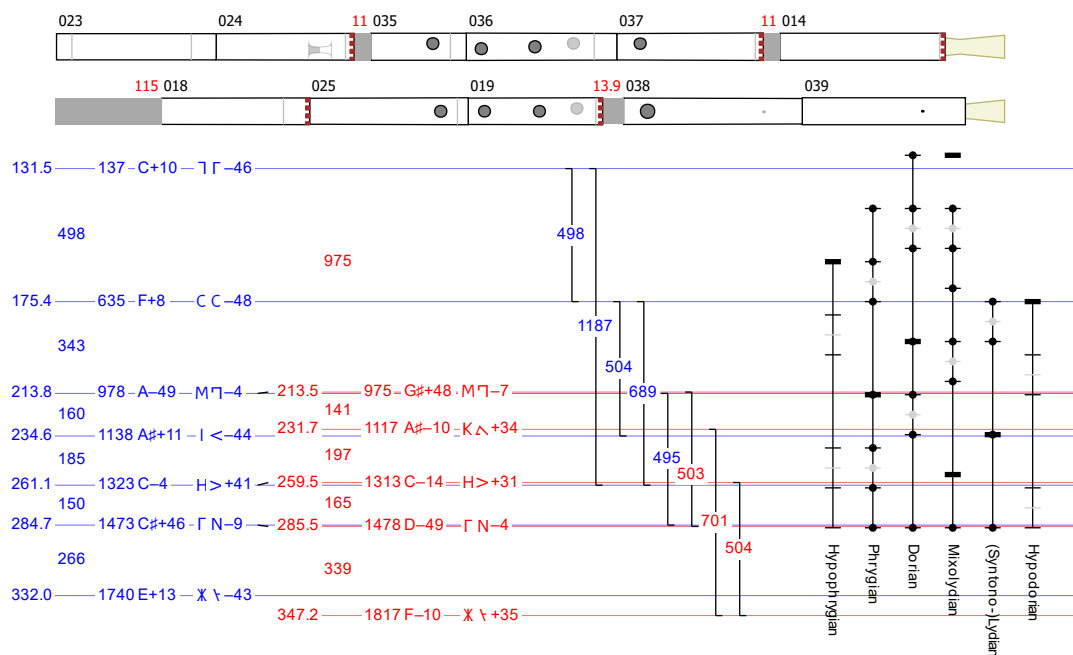 023 024 11 035 036 037 11 014
115 018 025 019 13.9 038 039
131.5 137 C+10 –46
498 498
975
175.4 635 F+8 C C –48
1187
343 504
213.8 978 A–49 –4 213.5 975 G♯+48 –7 689
160 141
234.6 1138 A♯+11 I < –44 231.7 1117 A♯–10 +34
185 197 495 503
261.1 1323 C–4 H > +41 259.5 1313 C–14 H > +31
150 165
284.7 1473 C♯+46 Γ N –9 285.5 1478 D–49 Γ N –4 701
266 339 504
332.0 1740 E+13 –43
347.2 1817 F–10 +35
Hypophrygian
Phrygian
Dorian
Mixolydian
(Syntono-)Lydian
Hypodorian